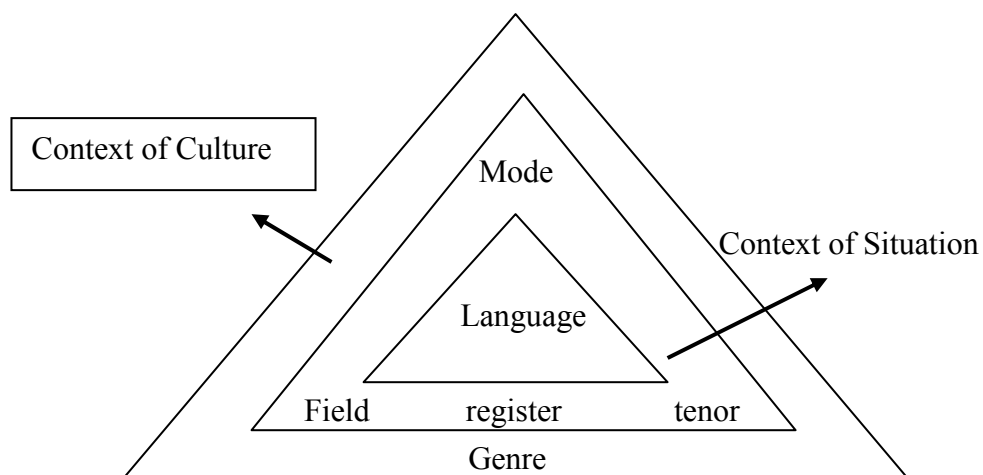 Context of Culture
Mode
Context of Situation
Language
Field register tenor
Genre